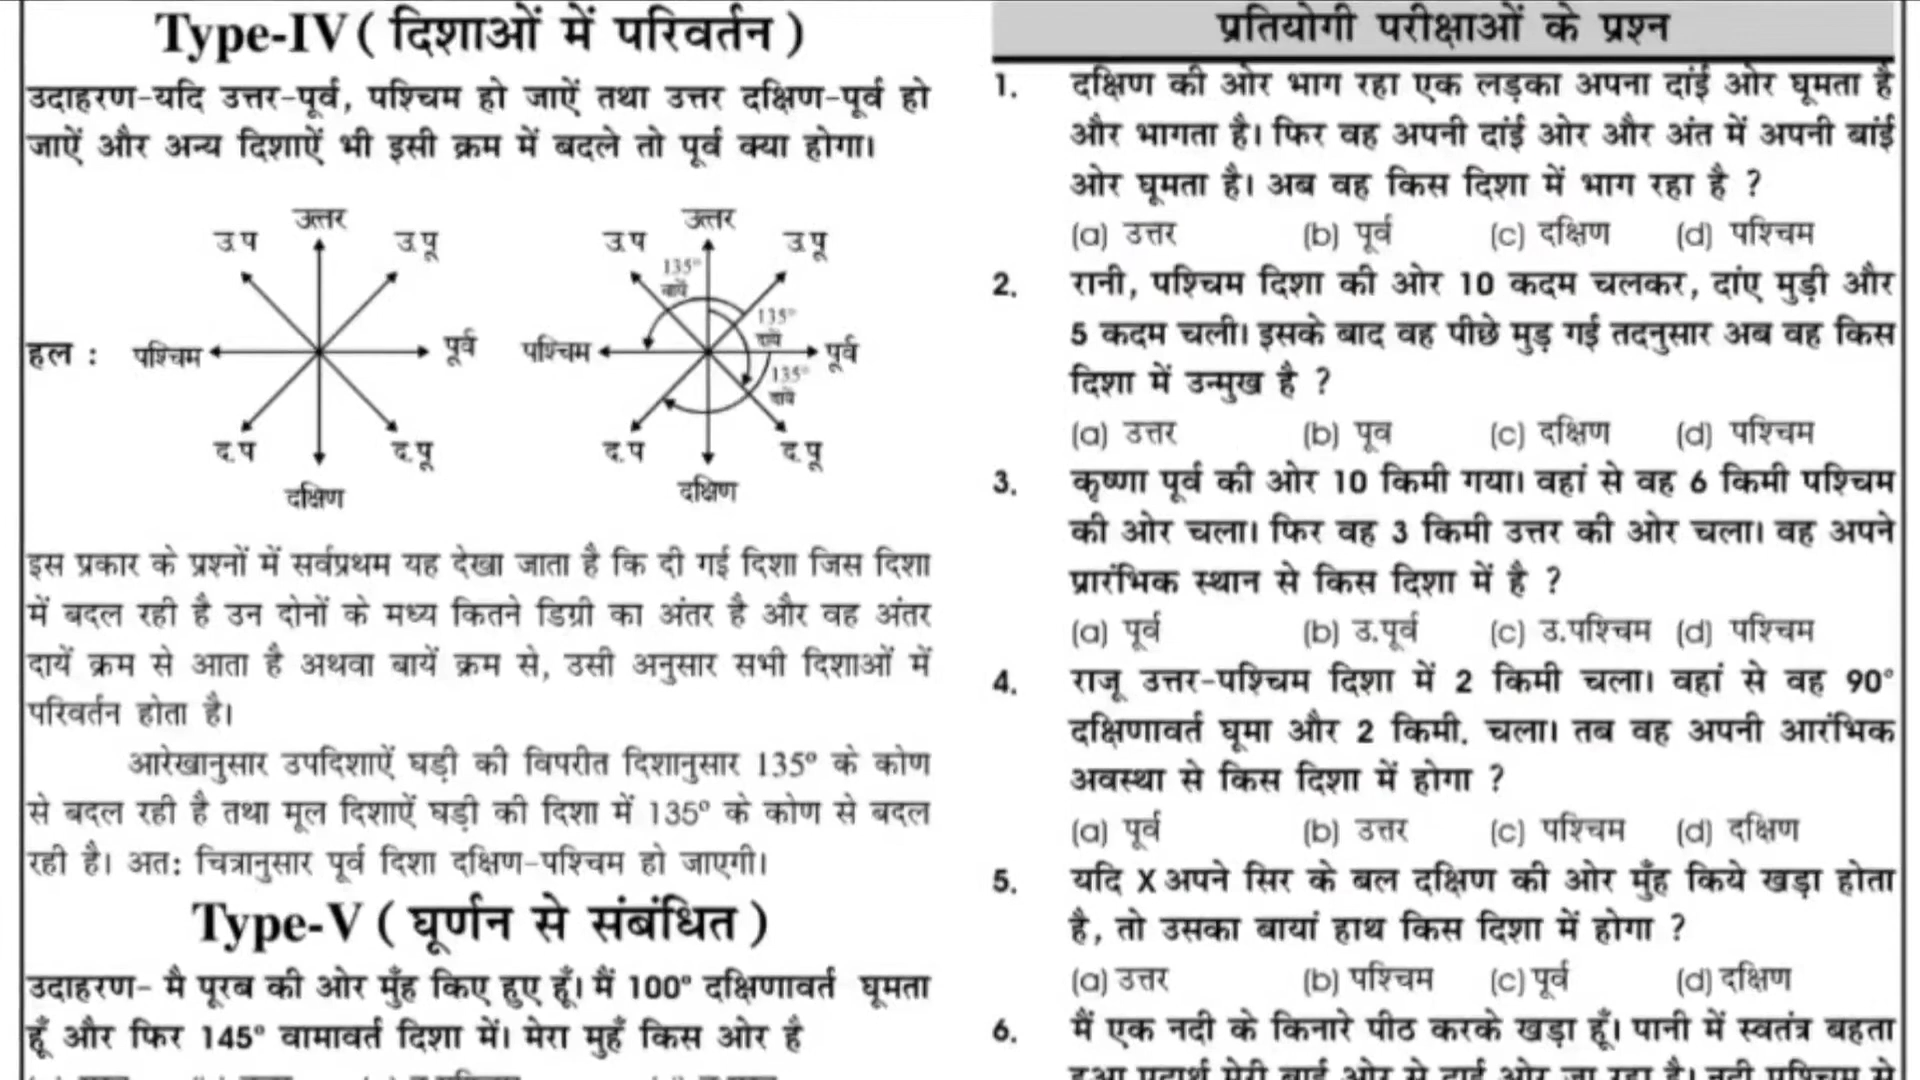 Type-IV ( दिशाओं में परिवर्तन )
उदाहरण-यदि उत्तर-पूर्व, पश्चिम हो जाऐं तथा उत्तर दक्षिण-पूर्व हो
जाऐं और अन्य दिशाऐं भी इसी क्रम में बदले तो पूर्व क्या होगा।
उत्तर
उ.प
उ.पू
हल :
पश्चिम
पूर्व
द.प
द.पू
दक्षिण
उत्तर
उ.प
उ.पू
135°
बायें
135°
दायें
पश्चिम
पूर्व
135°
दायें
द.प
द.पू
दक्षिण
इस प्रकार के प्रश्नों में सर्वप्रथम यह देखा जाता है कि दी गई दिशा जिस दिशा
में बदल रही है उन दोनों के मध्य कितने डिग्री का अंतर है और वह अंतर
दायें क्रम से आता है अथवा बायें क्रम से, उसी अनुसार सभी दिशाओं में
परिवर्तन होता है।
आरेखानुसार उपदिशाऐं घड़ी की विपरीत दिशानुसार 135° के कोण
से बदल रही है तथा मूल दिशाऐं घड़ी की दिशा में 135° के कोण से बदल
रही है। अत: चित्रानुसार पूर्व दिशा दक्षिण-पश्चिम हो जाएगी।
Type-V ( घूर्णन से संबंधित )
उदाहरण- मै पूरब की ओर मुँह किए हुए हूँ। मैं 100° दक्षिणावर्त घूमता
हूँ और फिर 145° वामावर्त दिशा में। मेरा मुहँ किस ओर है
प्रतियोगी परीक्षाओं के प्रश्न
1. दक्षिण की ओर भाग रहा एक लड़का अपना दांई ओर घूमता है
और भागता है। फिर वह अपनी दांई ओर और अंत में अपनी बांई
ओर घूमता है। अब वह किस दिशा में भाग रहा है ?
(a) उत्तर (b) पूर्व (c) दक्षिण (d) पश्चिम
2. रानी, पश्चिम दिशा की ओर 10 कदम चलकर, दांए मुड़ी और
5 कदम चली। इसके बाद वह पीछे मुड़ गई तदनुसार अब वह किस
दिशा में उन्मुख है ?
(a) उत्तर (b) पूव (c) दक्षिण (d) पश्चिम
3. कृष्णा पूर्व की ओर 10 किमी गया। वहां से वह 6 किमी पश्चिम
की ओर चला। फिर वह 3 किमी उत्तर की ओर चला। वह अपने
प्रारंभिक स्थान से किस दिशा में है ?
(a) पूर्व (b) उ.पूर्व (c) उ.पश्चिम (d) पश्चिम
4. राजू उत्तर-पश्चिम दिशा में 2 किमी चला। वहां से वह 90°
दक्षिणावर्त घूमा और 2 किमी. चला। तब वह अपनी आरंभिक
अवस्था से किस दिशा में होगा ?
(a) पूर्व (b) उत्तर (c) पश्चिम (d) दक्षिण
5. यदि X अपने सिर के बल दक्षिण की ओर मुँह किये खड़ा होता
है, तो उसका बायां हाथ किस दिशा में होगा ?
(a) उत्तर (b) पश्चिम (c) पूर्व (d) दक्षिण
6. मैं एक नदी के किनारे पीठ करके खड़ा हूँ। पानी में स्वतंत्र बहता
हुआ पदार्थ मेरी बाई ओर से दाई ओर जा रहा है। नदी पश्चिम से